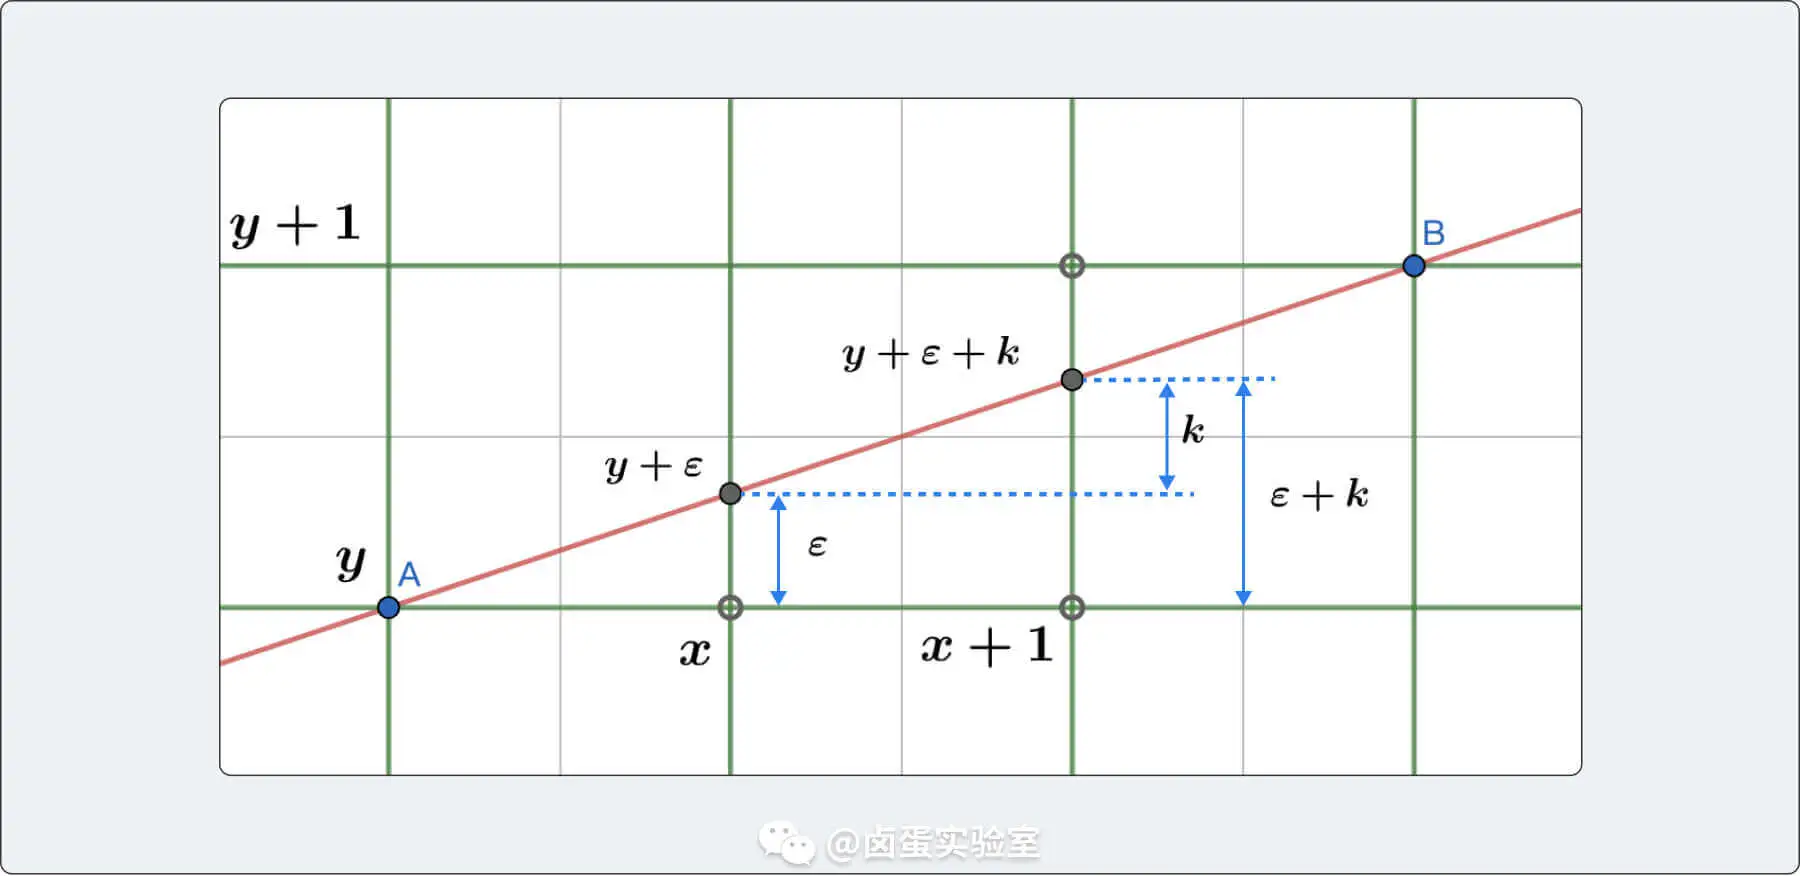 y + 1
B
y + ε + k
k
y + ε
ε + k
ε
y
A
x
x + 1
@卤蛋实验室